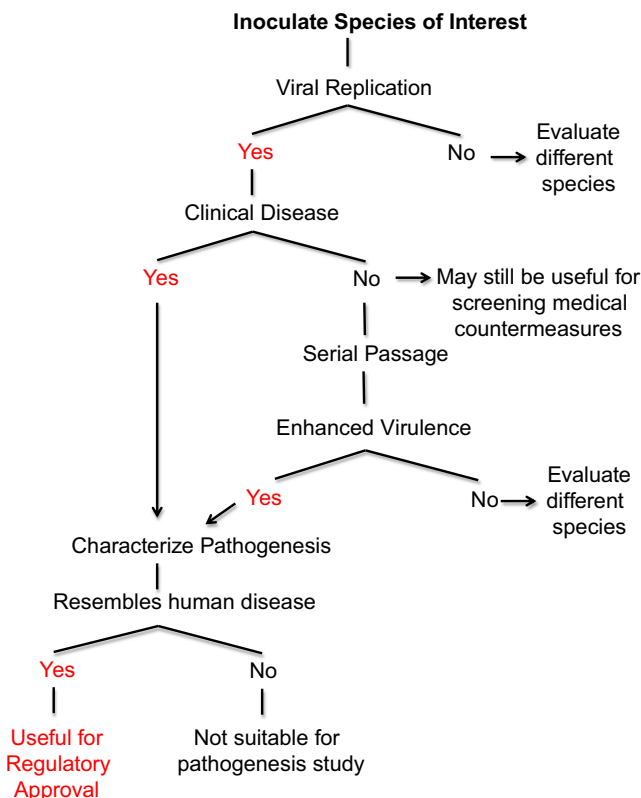 Inoculate Species of Interest
Viral Replication
Yes
No
Evaluate
different
species
Clinical Disease
Yes
No
May still be useful for
screening medical
countermeasures
Serial Passage
Enhanced Virulence
Yes
No
Evaluate
different
species
Characterize Pathogenesis
Resembles human disease
Yes
No
Useful for
Regulatory
Approval
Not suitable for
pathogenesis study